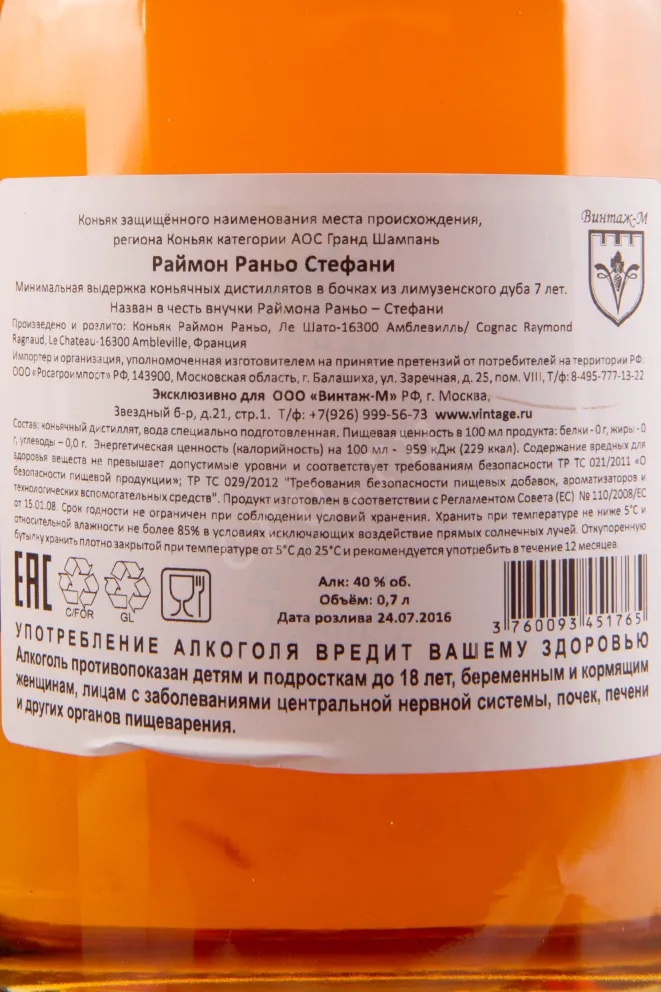 Коньяк защищённого наименования места происхождения,
региона Коньяк категории АОС Гранд Шампань
Винтаж-М
Раймон Раньо Стефани
Минимальная выдержка коньячных дистиллятов в бочках из лимузенского дуба 7 лет.
Назван в честь внучки Раймона Раньо – Стефани
Произведено и розлито: Коньяк Раймон Раньо, Ле Шато-16300 Амблевилль/ Cognac Raymond
Ragnaud, Le Chateau-16300 Ambleville, Франция
Импортер и организация, уполномоченная изготовителем на принятие претензий от потребителей на территории РФ:
ООО «Росагроимпорт» РФ, 143900, Московская область, г. Балашиха, ул. Заречная, д. 25, пом. VIII, Т/ф: 8-495-777-13-22
Эксклюзивно для ООО «Винтаж-М» РФ, г. Москва,
Звездный б-р, д.21, стр.1. Т/ф: +7(926) 999-56-73 www.vintage.ru
Состав: коньячный дистиллят, вода специально подготовленная. Пищевая ценность в 100 мл продукта: белки - 0 г, жиры - 0
г, углеводы – 0,0 г. Энергетическая ценность (калорийность) на 100 мл - 959 кДж (229 ккал). Содержание вредных для
здоровья веществ не превышает допустимые уровни и соответствует требованиям безопасности ТР ТС 021/2011 «О
безопасности пищевой продукции»; ТР ТС 029/2012 "Требования безопасности пищевых добавок, ароматизаторов и
технологических вспомогательных средств". Продукт изготовлен в соответствии с Регламентом Совета (ЕС) № 110/2008/ЕС
от 15.01.08. Срок годности не ограничен при соблюдении условий хранения. Хранить при температуре не ниже 5°С и
относительной влажности не более 85% в условиях исключающих воздействие прямых солнечных лучей. Откупоренную
бутылку хранить плотно закрытой при температуре от 5°С до 25°С и рекомендуется употребить в течение 12 месяцев.
ЕАС
C/FOR
GL
Алк: 40 % об.
Объём: 0,7 л
Дата розлива 24.07.2016
3 760093 451765
УПОТРЕБЛЕНИЕ АЛКОГОЛЯ ВРЕДИТ ВАШЕМУ ЗДОРОВЬЮ
Алкоголь противопоказан детям и подросткам до 18 лет, беременным и кормящим
женщинам, лицам с заболеваниями центральной нервной системы, почек, печени
и других органов пищеварения.